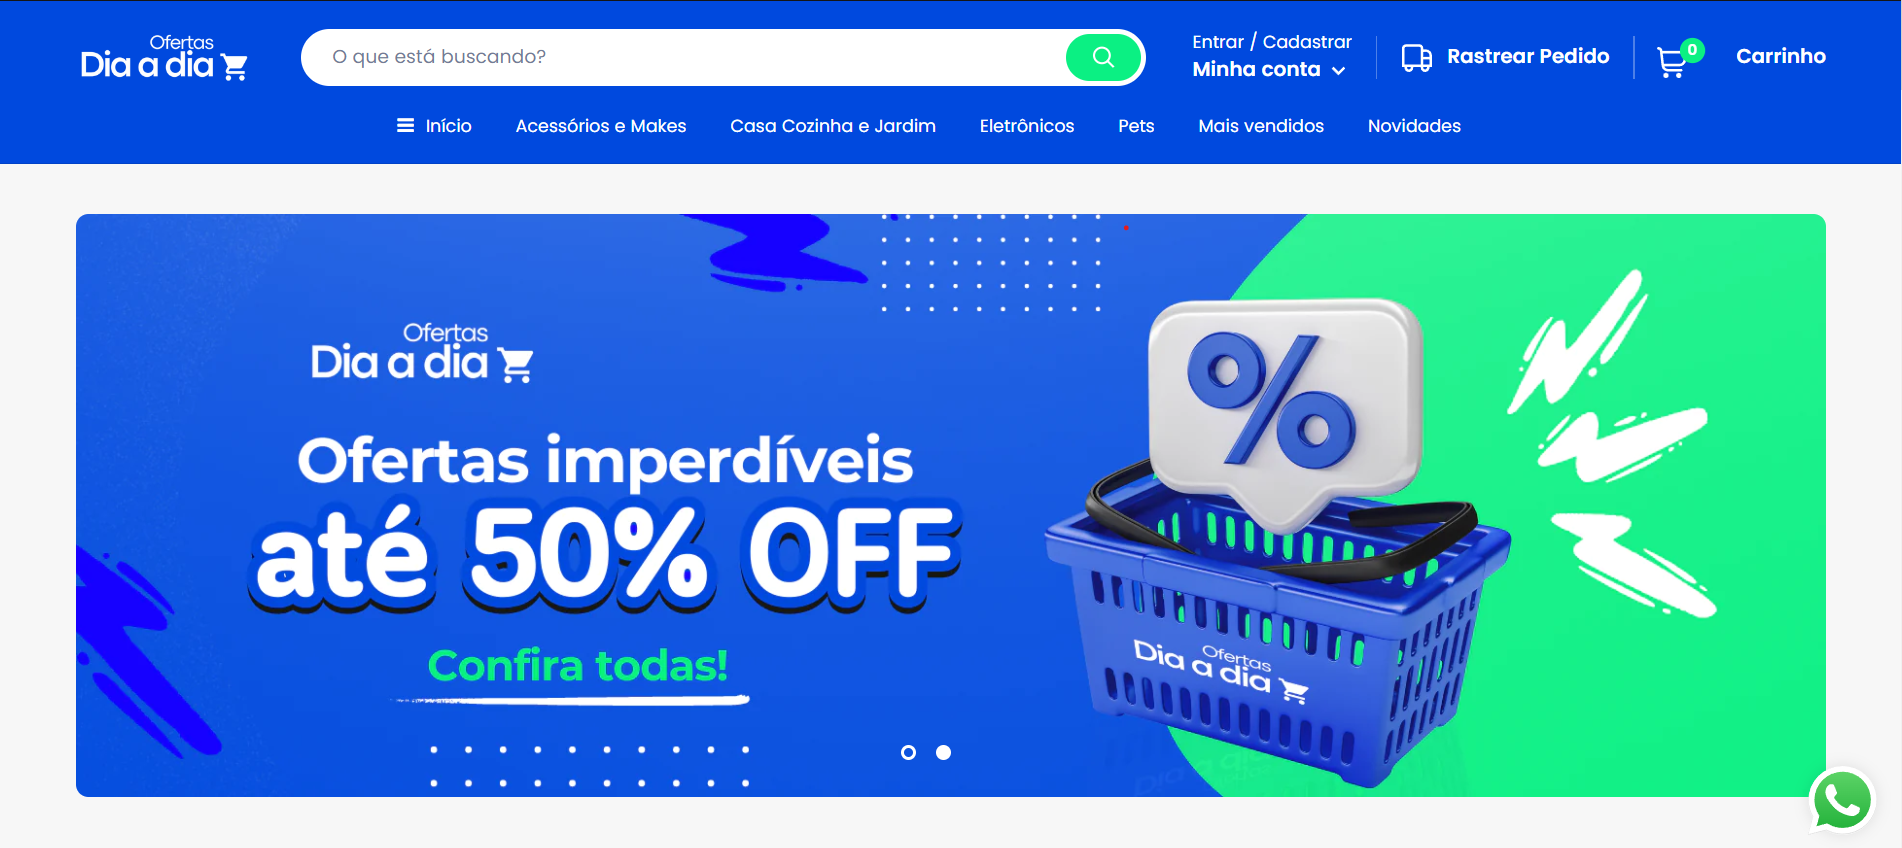 Ofertas
Dia a dia
O que está buscando?
Entrar / Cadastrar
Minha conta
Rastrear Pedido
0
Carrinho
Início
Acessórios e Makes
Casa Cozinha e Jardim
Eletrônicos
Pets
Mais vendidos
Novidades
Ofertas
Dia a dia
Ofertas imperdíveis
até 50% OFF
Confira todas!
%
Ofertas
Dia a dia
Dia a dia